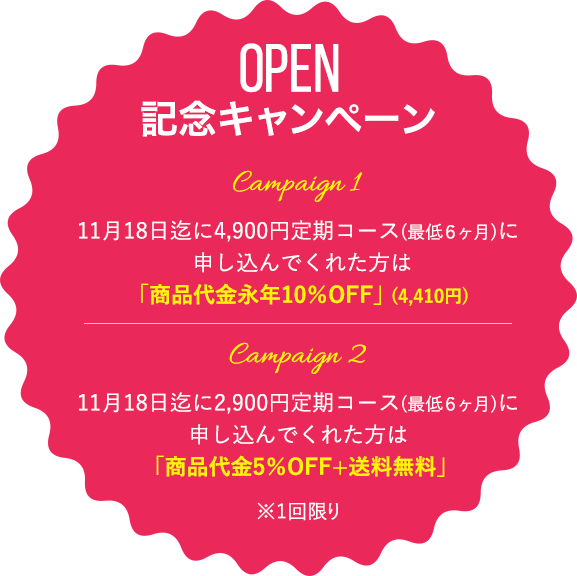 OPEN
記念キャンペーン
Campaign 1
11月18日迄に4,900円定期コース(最低6ヶ月)に
申し込んでくれた方は
「商品代金永年10%OFF」(4,410円)
Campaign 2
11月18日迄に2,900円定期コース(最低6ヶ月)に
申し込んでくれた方は
「商品代金5%OFF+送料無料」
※1回限り